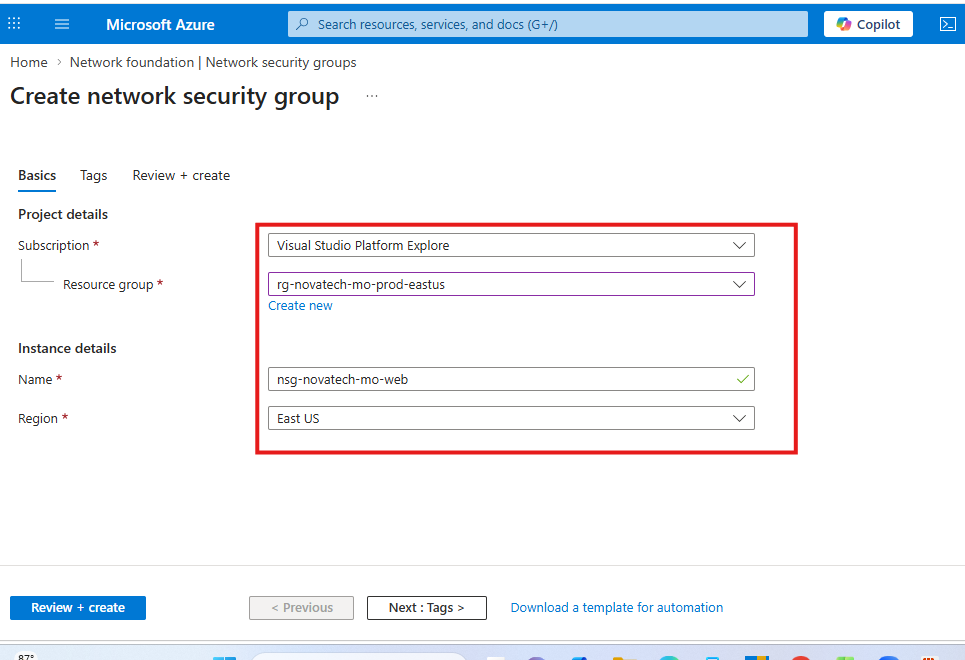 Microsoft Azure
Search resources, services, and docs (G+/)
Copilot
Home > Network foundation | Network security groups
Create network security group ...
Basics Tags Review + create
Project details
Subscription *
Visual Studio Platform Explore
Resource group *
rg-novatech-mo-prod-eastus
Create new
Instance details
Name *
nsg-novatech-mo-web
Region *
East US
Review + create
< Previous
Next : Tags >
Download a template for automation
87°